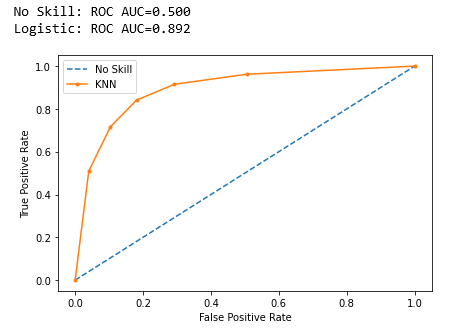 No Skill: ROC AUC=0.500
Logistic: ROC AUC=0.892
No Skill
KNN
1.0
0.8
0.6
0.4
0.2
0.0
True Positive Rate
0.0 0.2 0.4 0.6 0.8 1.0
False Positive Rate